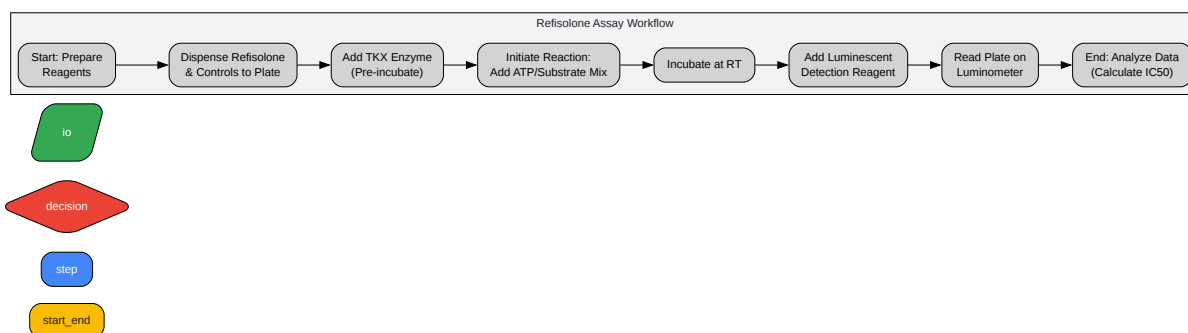 Refisolone Assay Workflow
Start: Prepare
Reagents
Dispense Refisolone
& Controls to Plate
Add TKX Enzyme
(Pre-incubate)
Initiate Reaction:
Add ATP/Substrate Mix
Incubate at RT
Add Luminescent
Detection Reagent
Read Plate on
Luminometer
End: Analyze Data
(Calculate IC50)
io
decision
step
start_end